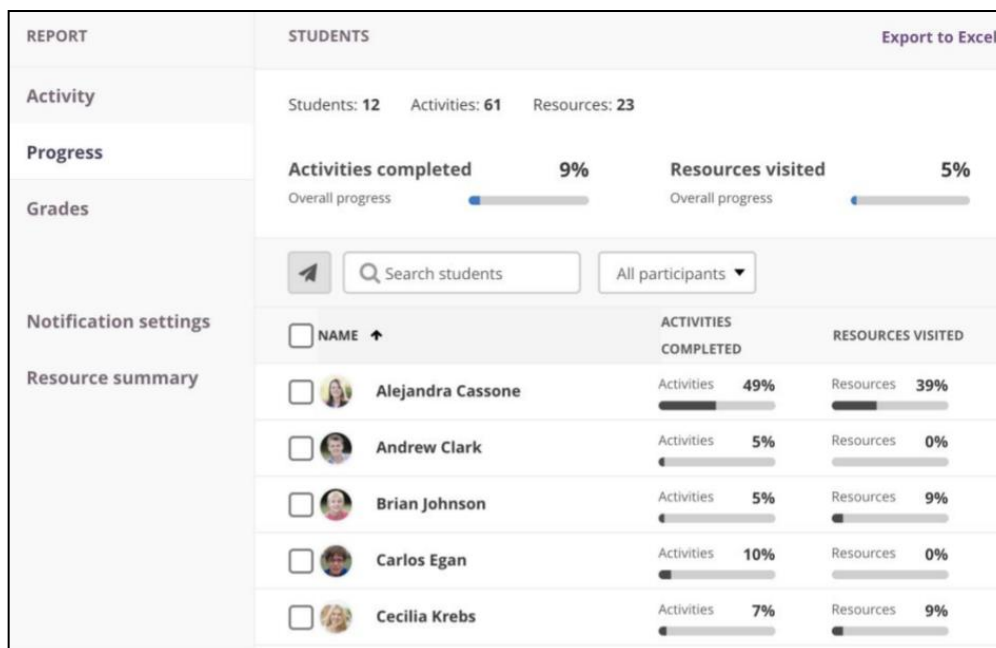 REPORT
Activity
Progress
Grades
Notification settings
Resource summary
STUDENTS
Export to Excel
Students: 12 Activities: 61 Resources: 23
Activities completed 9%
Overall progress
Resources visited 5%
Overall progress
Search students
All participants
NAME
ACTIVITIES
COMPLETED
RESOURCES VISITED
Alejandra Cassone Activities 49% Resources 39%
Andrew Clark Activities 5% Resources 0%
Brian Johnson Activities 5% Resources 9%
Carlos Egan Activities 10% Resources 0%
Cecilia Krebs Activities 7% Resources 9%